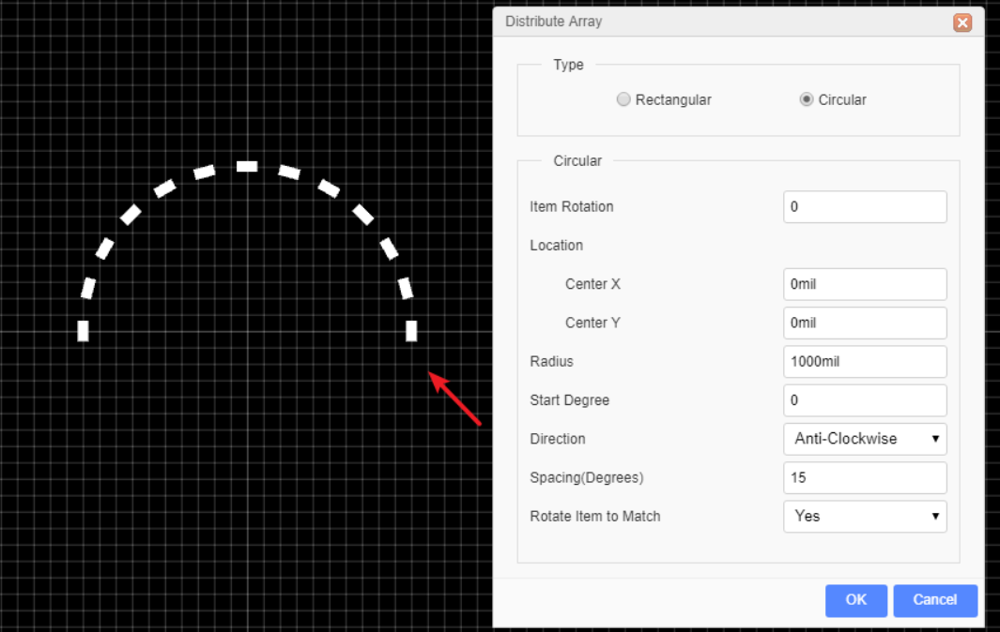 Distribute Array
Type
Rectangular Circular
Circular
Item Rotation 0
Location
Center X 0mil
Center Y 0mil
Radius 1000mil
Start Degree 0
Direction Anti-Clockwise
Spacing(Degrees) 15
Rotate Item to Match Yes
OK Cancel